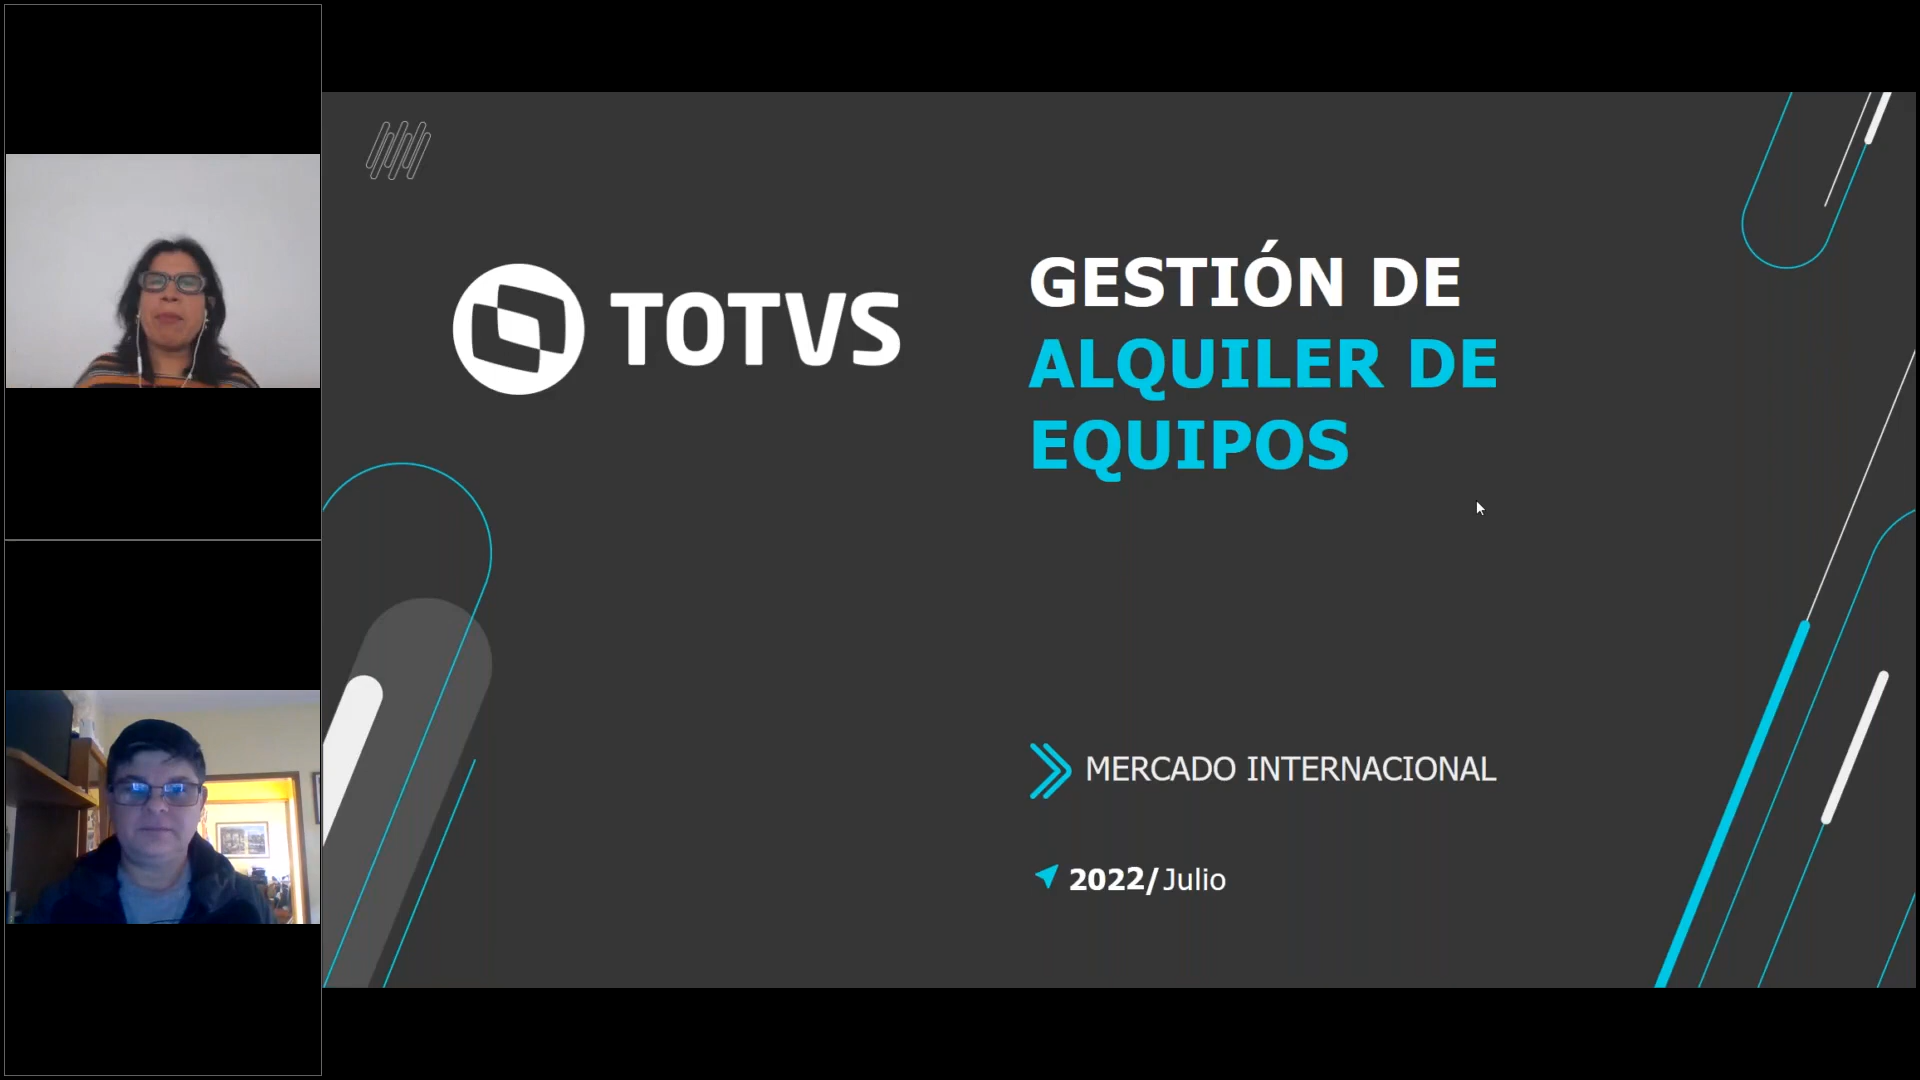 TOTVS
GESTIÓN DE
ALQUILER DE
EQUIPOS
MERCADO INTERNACIONAL
2022/Julio